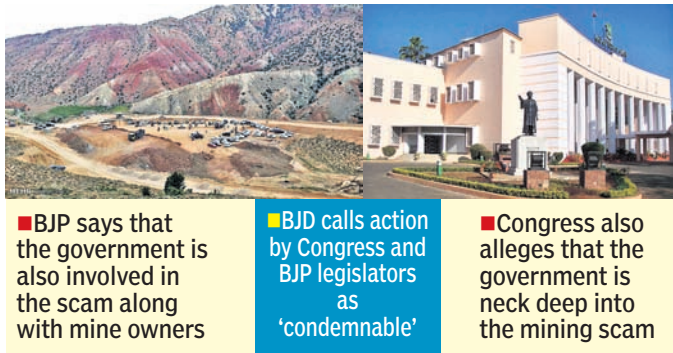 ■BJP says that
the government is
also involved in
the scam along
with mine owners
■BJD calls action
by Congress and
BJP legislators
as
‘condemnable’
■Congress also
alleges that the
government is
neck deep into
the mining scam